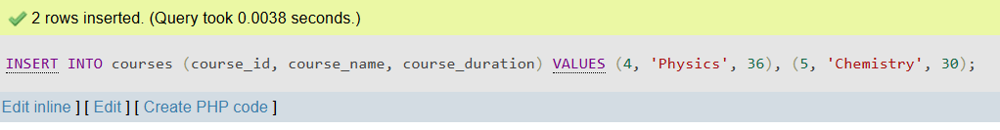 2 rows inserted. (Query took 0.0038 seconds.)
INSERT INTO courses (course_id, course_name, course_duration) VALUES (4, 'Physics', 36), (5, 'Chemistry', 30);
Edit inline ] [ Edit ] [ Create PHP code ]